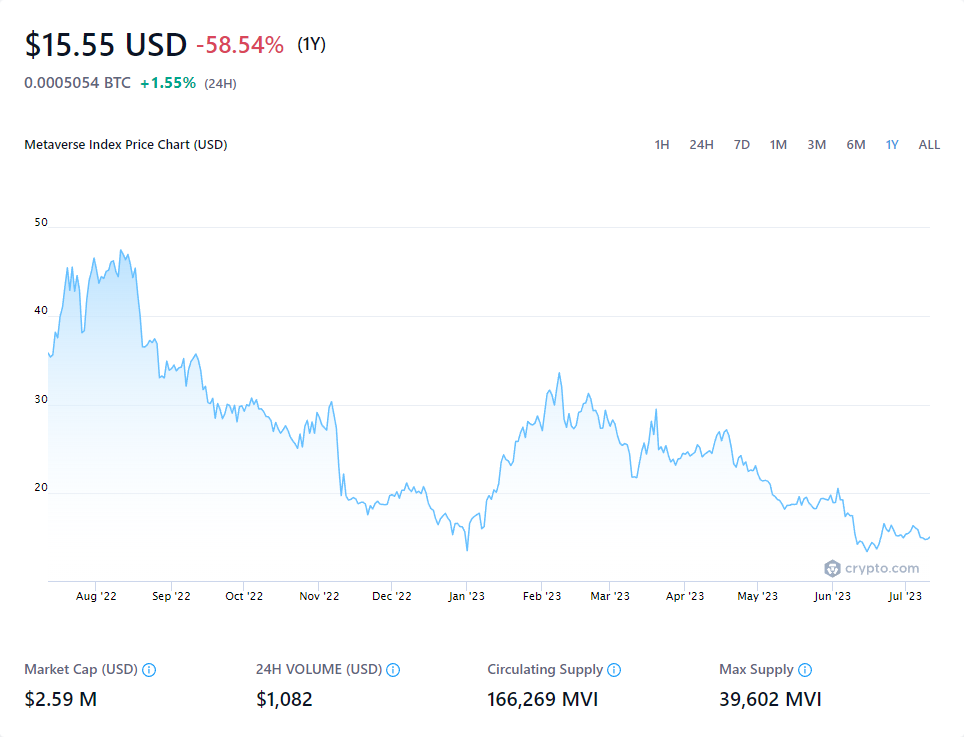 $15.55 USD -58.54% (1Y)
0.0005054 BTC +1.55% (24H)
Metaverse Index Price Chart (USD) 1H 24H 7D 1M 3M 6M 1Y ALL
50
40
30
20
crypto.com
Aug '22 Sep '22 Oct '22 Nov '22 Dec '22 Jan '23 Feb '23 Mar '23 Apr '23 May '23 Jun '23 Jul '23
Market Cap (USD) 24H VOLUME (USD) Circulating Supply Max Supply
$2.59 M $1,082 166,269 MVI 39,602 MVI